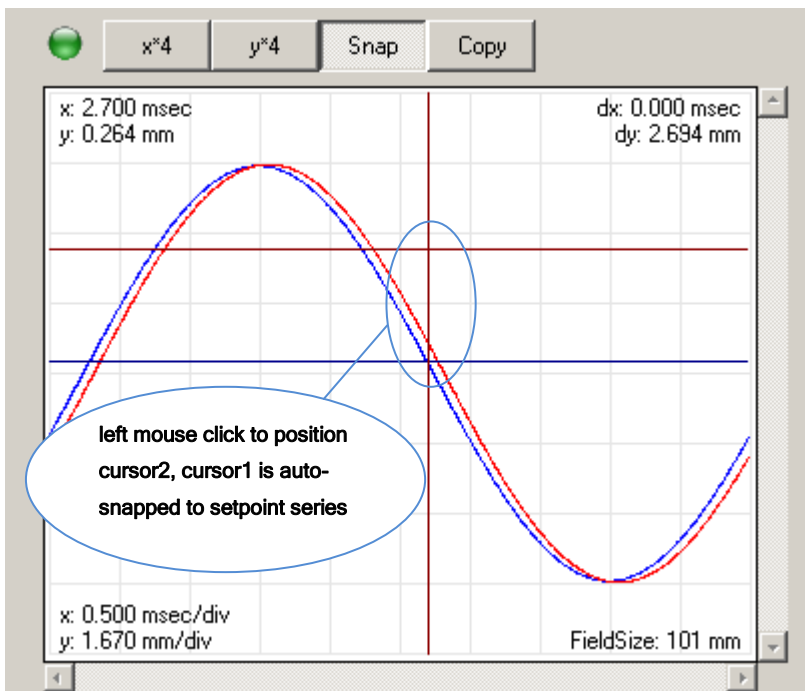 x*4 y*4 Snap Copy
x: 2.700 msec dx: 0.000 msec
y: 0.264 mm dy: 2.694 mm
left mouse click to position
cursor2, cursor1 is auto-
snapped to setpoint series
x: 0.500 msec/div
y: 1.670 mm/div FieldSize: 101 mm